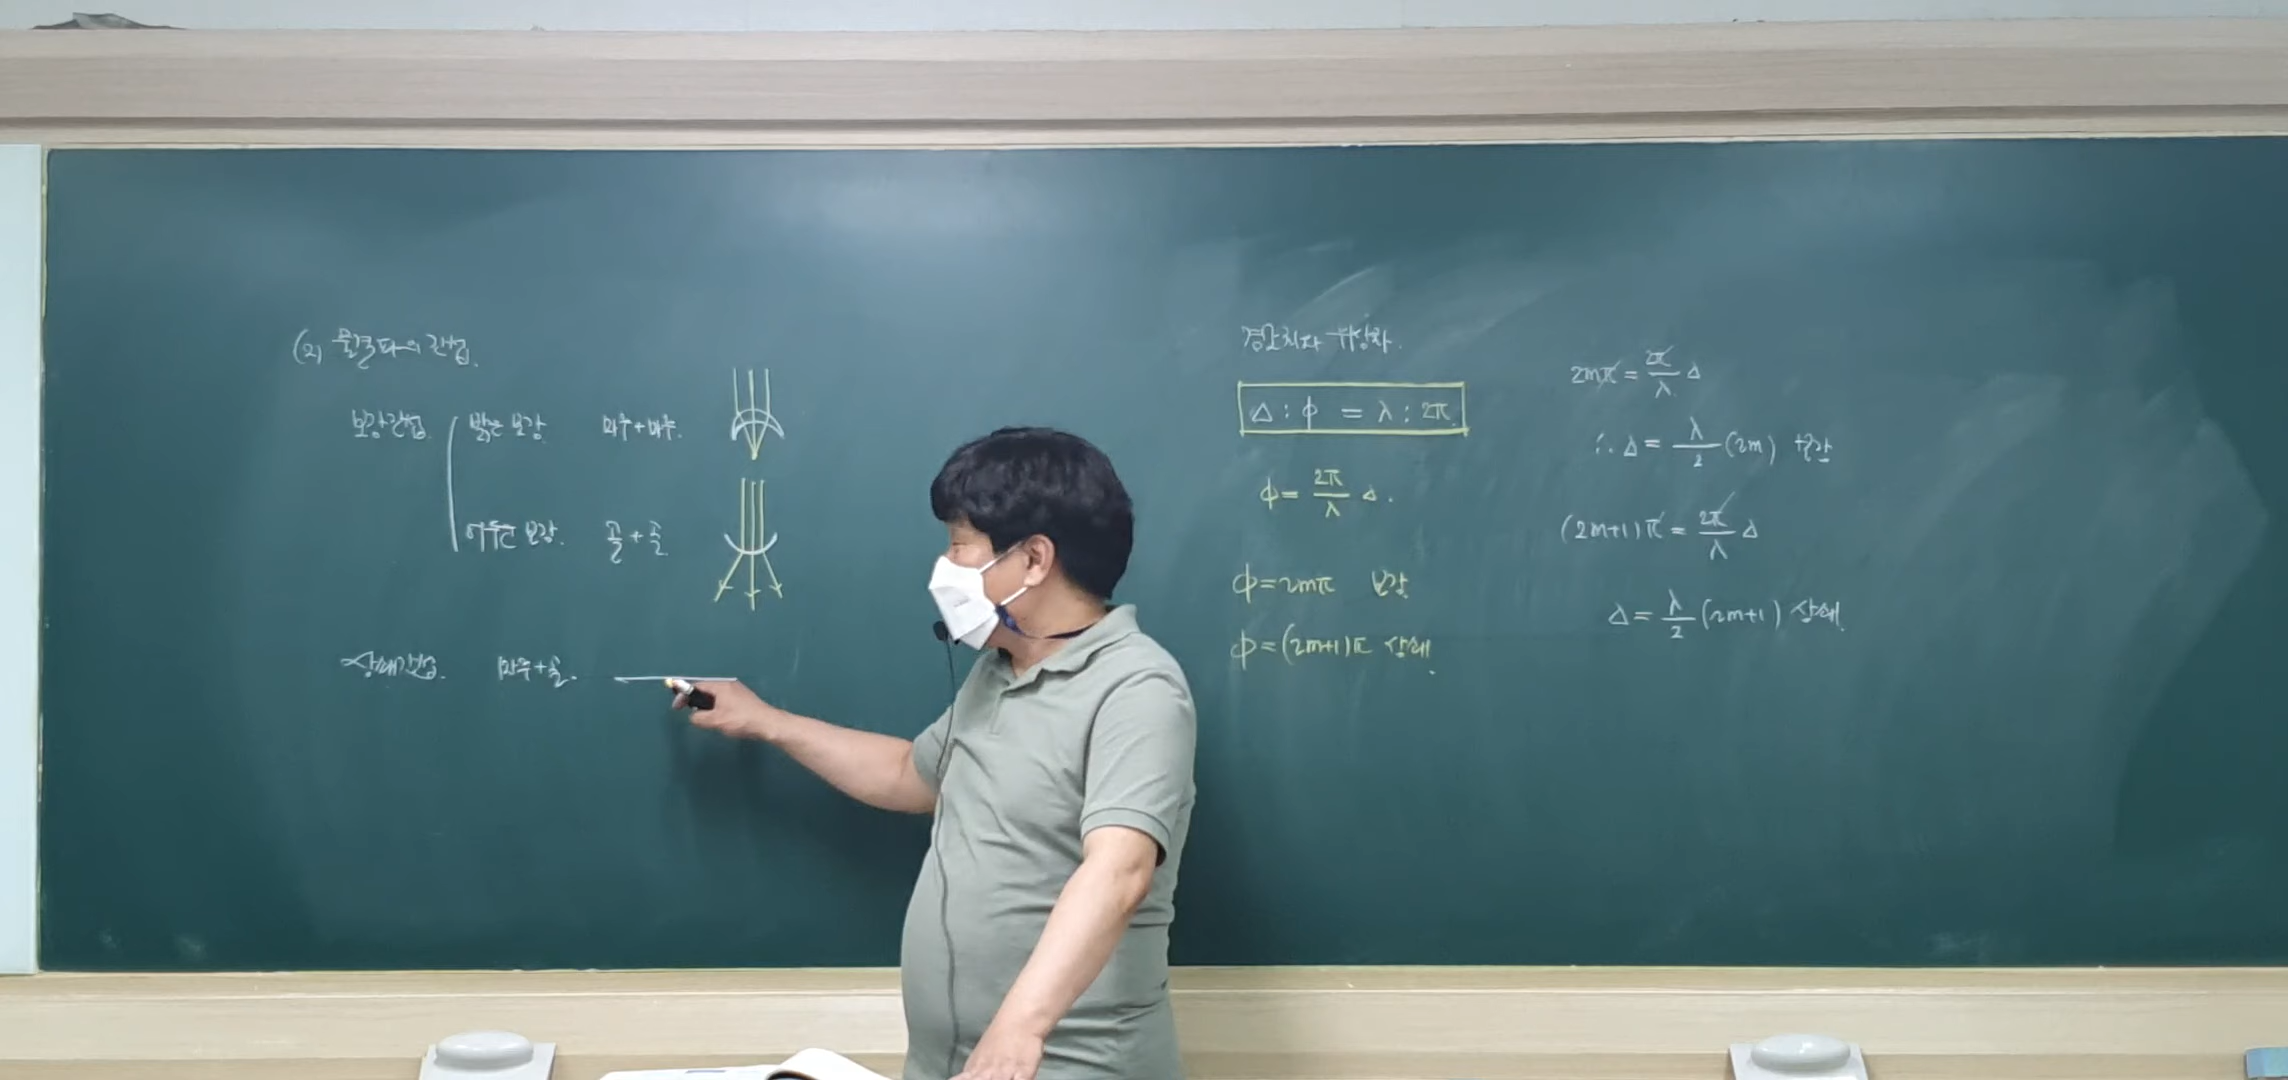 (2) 물결파의 간섭.
보강간섭. 밝은 보강. 마루+마루.
어두운 보강. 골+골.
상쇄간섭. 마루+골.
경로차와 위상차.
Δ : φ = λ : 2π.
φ = 2π/λ Δ.
φ = 2mπ 보강.
φ = (2m+1)π 상쇄.
2mπ = 2π/λ Δ
∴ Δ = λ/2 (2m) 보강
(2m+1)π = 2π/λ Δ
Δ = λ/2 (2m+1) 상쇄.